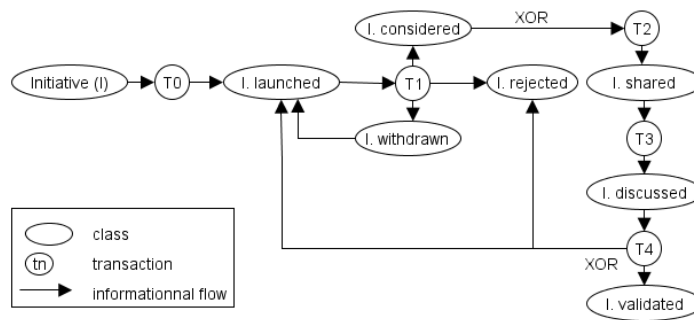 I. considered
XOR
T2
Initiative (I)
T0
I. launched
T1
I. rejected
I. shared
I. withdrawn
T3
I. discussed
class
tn
transaction
informationnal flow
T4
XOR
I. validated